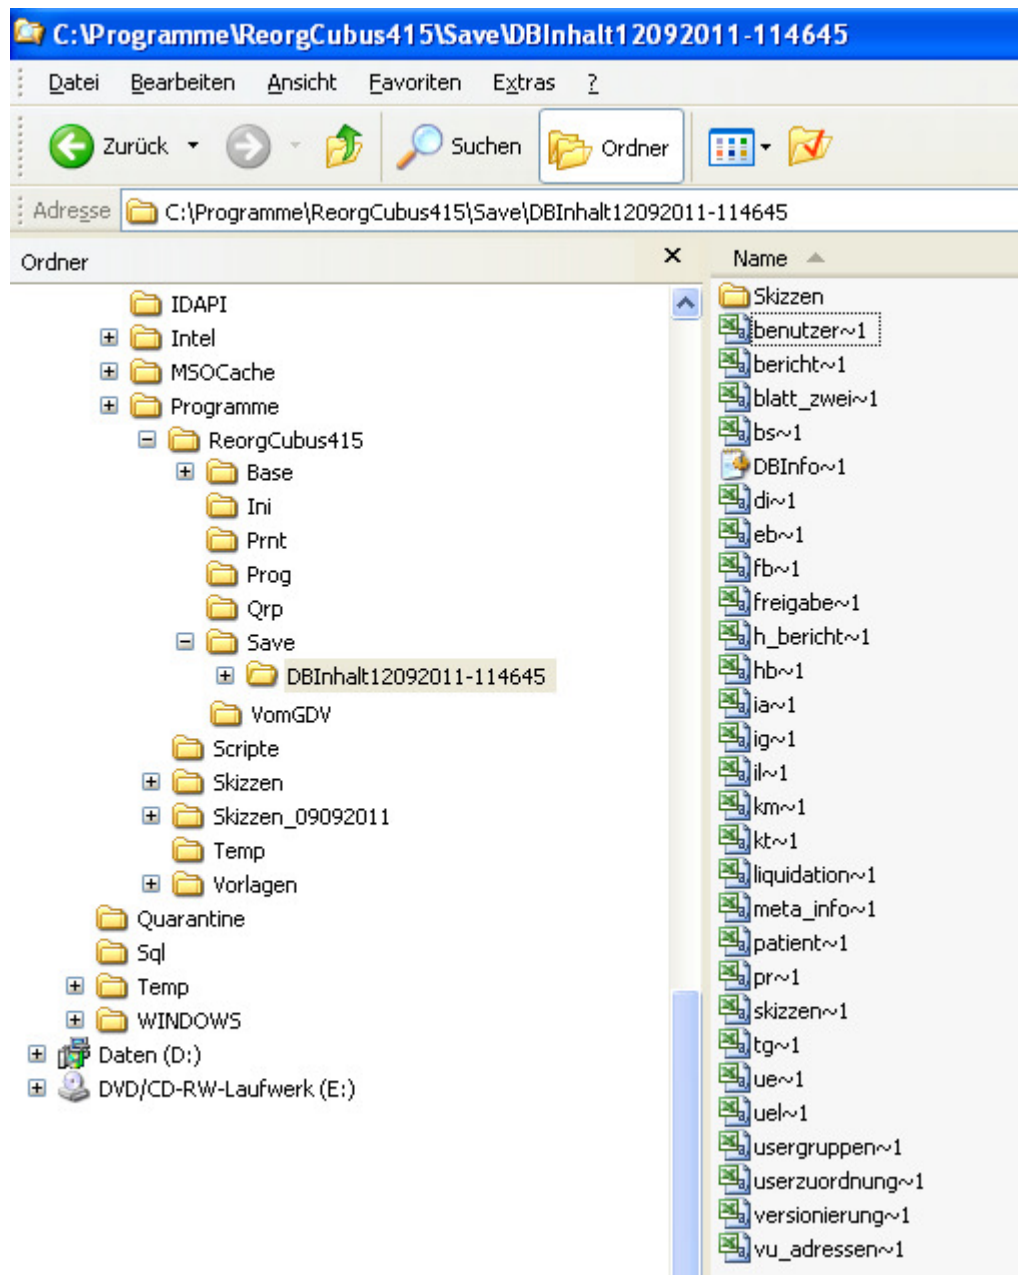 C:\Programme\ReorgCubus415\Save\DBInhalt12092011-114645
Datei Bearbeiten Ansicht Favoriten Extras ?
Zurück Suchen Ordner
Adresse C:\Programme\ReorgCubus415\Save\DBInhalt12092011-114645
Ordner
IDAPI
Intel
MSOCache
Programme
ReorgCubus415
Base
Ini
Prnt
Prog
Qrp
Save
DBInhalt12092011-114645
VomGDV
Scripte
Skizzen
Skizzen_09092011
Temp
Vorlagen
Quarantine
Sql
Temp
WINDOWS
Daten (D:)
DVD/CD-RW-Laufwerk (E:)
Name
Skizzen
benutzer~1
bericht~1
blatt_zwei~1
bs~1
DBInfo~1
di~1
eb~1
fb~1
freigabe~1
h_bericht~1
hb~1
ia~1
ig~1
il~1
km~1
kt~1
liquidation~1
meta_info~1
patient~1
pr~1
skizzen~1
tg~1
ue~1
uel~1
usergruppen~1
userzuordnung~1
versionierung~1
vu_adressen~1